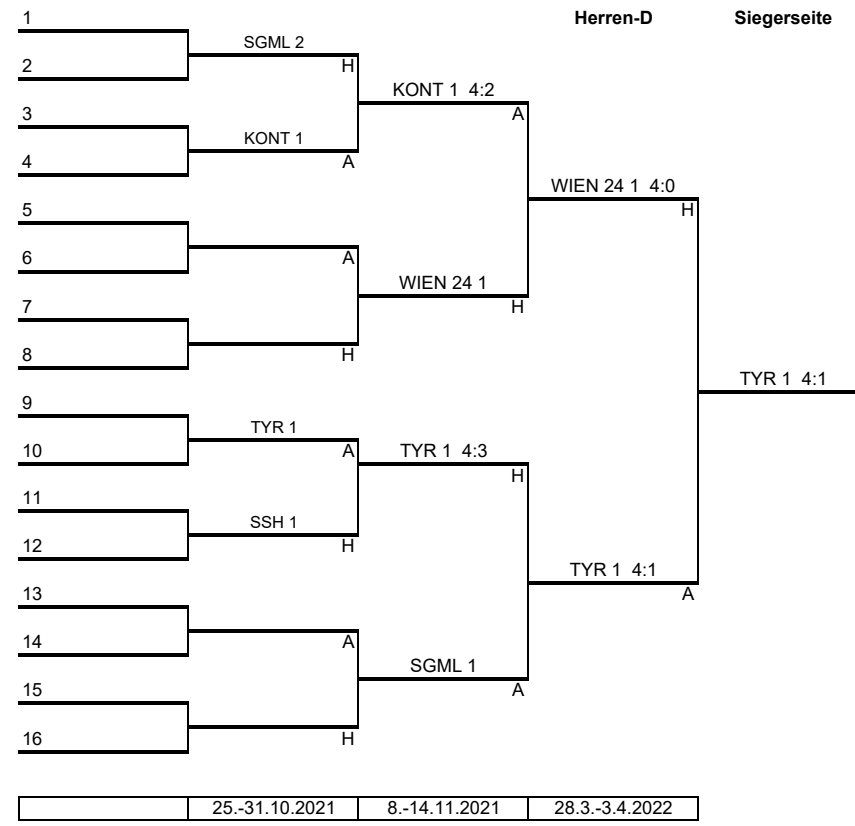 1 Herren-D Siegerseite
SGML 2
2 H
KONT 1 4:2
3 A
KONT 1
4 A
WIEN 24 1 4:0
5 H
6 A
WIEN 24 1
7 H
8 H
TYR 1 4:1
9
TYR 1
10 A TYR 1 4:3
H
11
SSH 1
12 H
TYR 1 4:1
13 A
14 A
SGML 1
15 A
16 H
25.-31.10.2021 8.-14.11.2021 28.3.-3.4.2022